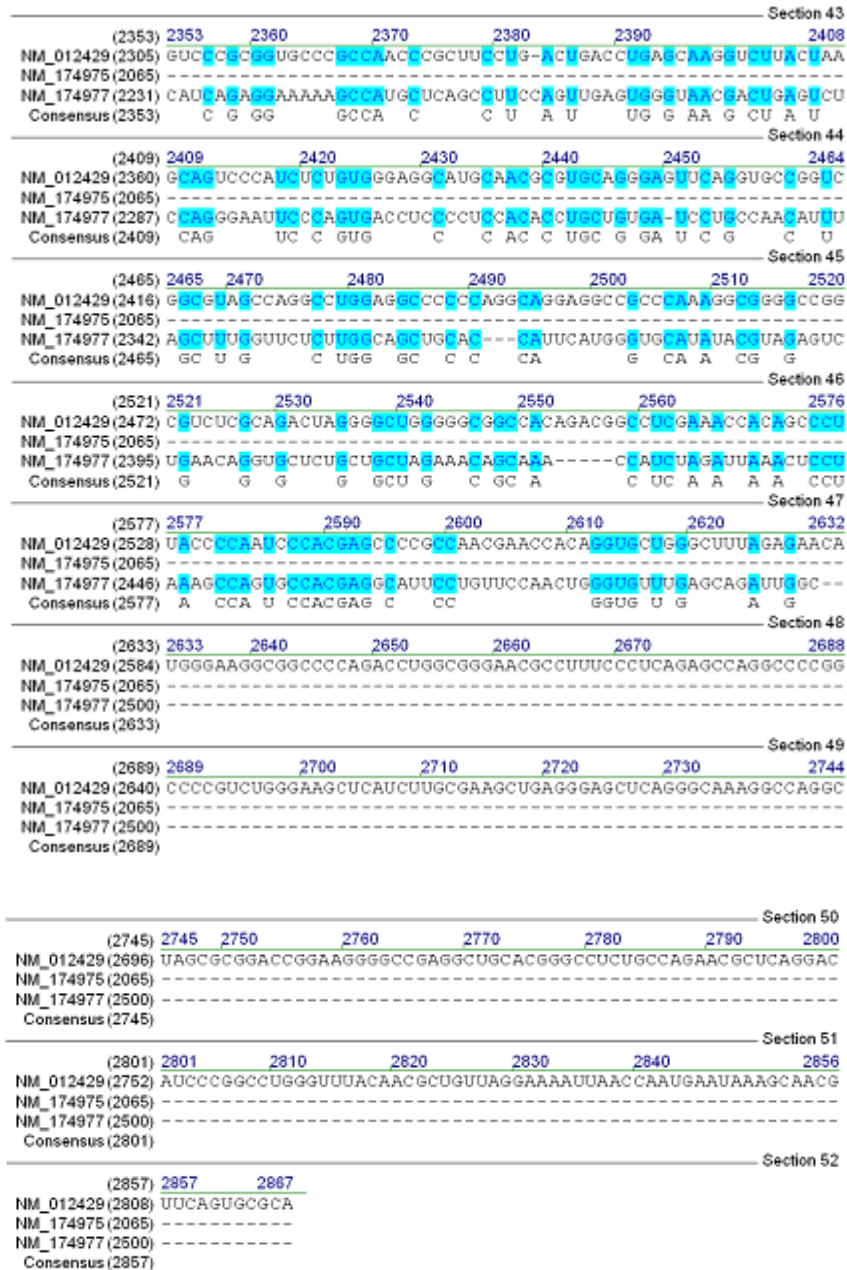 Section 43
(2353) 2353 2360 2370 2380 2390 2408
NM_012429 (2305) GUCCCGCGGUGCCCGCCAACCCGCUUCCUG-ACUGACCUGAGCAAGGUCUUACUAA
NM_174975 (2065) --------------------------------------------------------
NM_174977 (2231) CAUCAGAGGAAAAAGCCAUGCUCAGCCUUCCAGUUGAGUGGGUAACGACUGAGUCU
Consensus (2353) C G GG GCCA C C U A U UG G AAG C U A U
Section 44
(2409) 2409 2420 2430 2440 2450 2464
NM_012429 (2360) GCAGUCCCAUCUCUGUGGGAGGCAUGCAACGCGUGCAGGGAGUUCAGGUGCCGGUC
NM_174975 (2065) --------------------------------------------------------
NM_174977 (2287) CCAGGGAAUUCCCAGUGACCUCCCCUCCACACCUGCUGUGA-UCCUGCCAACAUUU
Consensus (2409) CAG UC C GUG C C AC C UGC G GA U C G C U
Section 45
(2465) 2465 2470 2480 2490 2500 2510 2520
NM_012429 (2416) GGCGUAGCCAGGCCUGGAGGCCCCCCAGGCAGGAGGCCGCCCAAAGGCGGGGCCGG
NM_174975 (2065) --------------------------------------------------------
NM_174977 (2342) AGCUUUGGUUCUCUUGGCAGCUGCAC---CAUUCAUGGGUGCAUAUACGUAGAGUC
Consensus (2465) GC U G C UGG GC C C CA G CA A CG G
Section 46
(2521) 2521 2530 2540 2550 2560 2576
NM_012429 (2472) CGUCUCGCAGACUAGGGGCUGGGGGCGGCCACAGACGGCCUCGAAACCACAGCCCU
NM_174975 (2065) --------------------------------------------------------
NM_174977 (2395) UGAACAGGUGCUCUGCUGCUAGAAACAGCAAA-----CCAUCUAGAUUAAACUCCU
Consensus (2521) G G G G GCU G C GC A C UC A A A A CCU
Section 47
(2577) 2577 2590 2600 2610 2620 2632
NM_012429 (2528) UACCCCAAUCCCACGAGCCCCGCCAACGAACCACAGGUGCUGGGCUUUAGAGAACA
NM_174975 (2065) --------------------------------------------------------
NM_174977 (2446) AAAGCCAGUGCCACGAGGCAUUCCUGUUCCAACUGGGUGUUUGAGCAGAUUGGC--
Consensus (2577) A CCA U CCACGAG C CC GGUG U G A G
Section 48
(2633) 2633 2640 2650 2660 2670 2688
NM_012429 (2584) UGGGAAGGCGGCCCCAGACCUGGCGGGAACGCCUUUCCCUCAGAGCCAGGCCCCGG
NM_174975 (2065) --------------------------------------------------------
NM_174977 (2500) --------------------------------------------------------
Consensus (2633)
Section 49
(2689) 2689 2700 2710 2720 2730 2744
NM_012429 (2640) CCCCGUCUGGGAAGCUCAUCUUGCGAAGCUGAGGGAGCUCAGGGCAAAGGCCAGGC
NM_174975 (2065) --------------------------------------------------------
NM_174977 (2500) --------------------------------------------------------
Consensus (2689)
Section 50
(2745) 2745 2750 2760 2770 2780 2790 2800
NM_012429 (2696) UAGCGCGGACCGGAAGGGGCCGAGGCUGCACGGGCCUCUGCCAGAACGCUCAGGAC
NM_174975 (2065) --------------------------------------------------------
NM_174977 (2500) --------------------------------------------------------
Consensus (2745)
Section 51
(2801) 2801 2810 2820 2830 2840 2856
NM_012429 (2752) AUCCCGGCCUGGGUUUACAACGCUGUUAGGAAAAUUAACCAAUGAAUAAAGCAACG
NM_174975 (2065) --------------------------------------------------------
NM_174977 (2500) --------------------------------------------------------
Consensus (2801)
Section 52
(2857) 2857 2867
NM_012429 (2808) UUCAGUGCGCA
NM_174975 (2065) -----------
NM_174977 (2500) -----------
Consensus (2857)